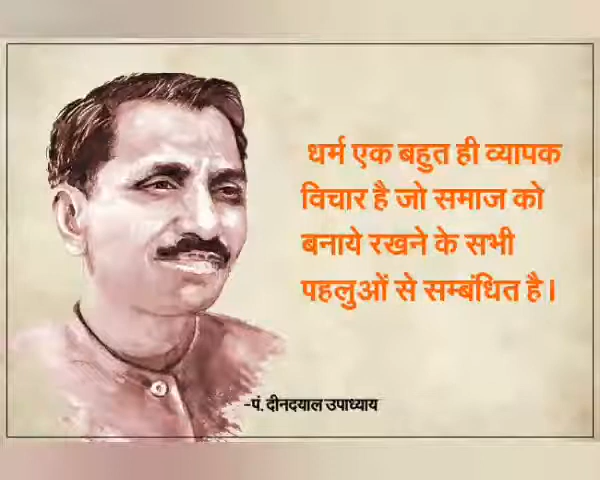 धर्म एक बहुत ही व्यापक
विचार है जो समाज को
बनाये रखने के सभी
पहलुओं से सम्बंधित है।
-पं. दीनदयाल उपाध्याय